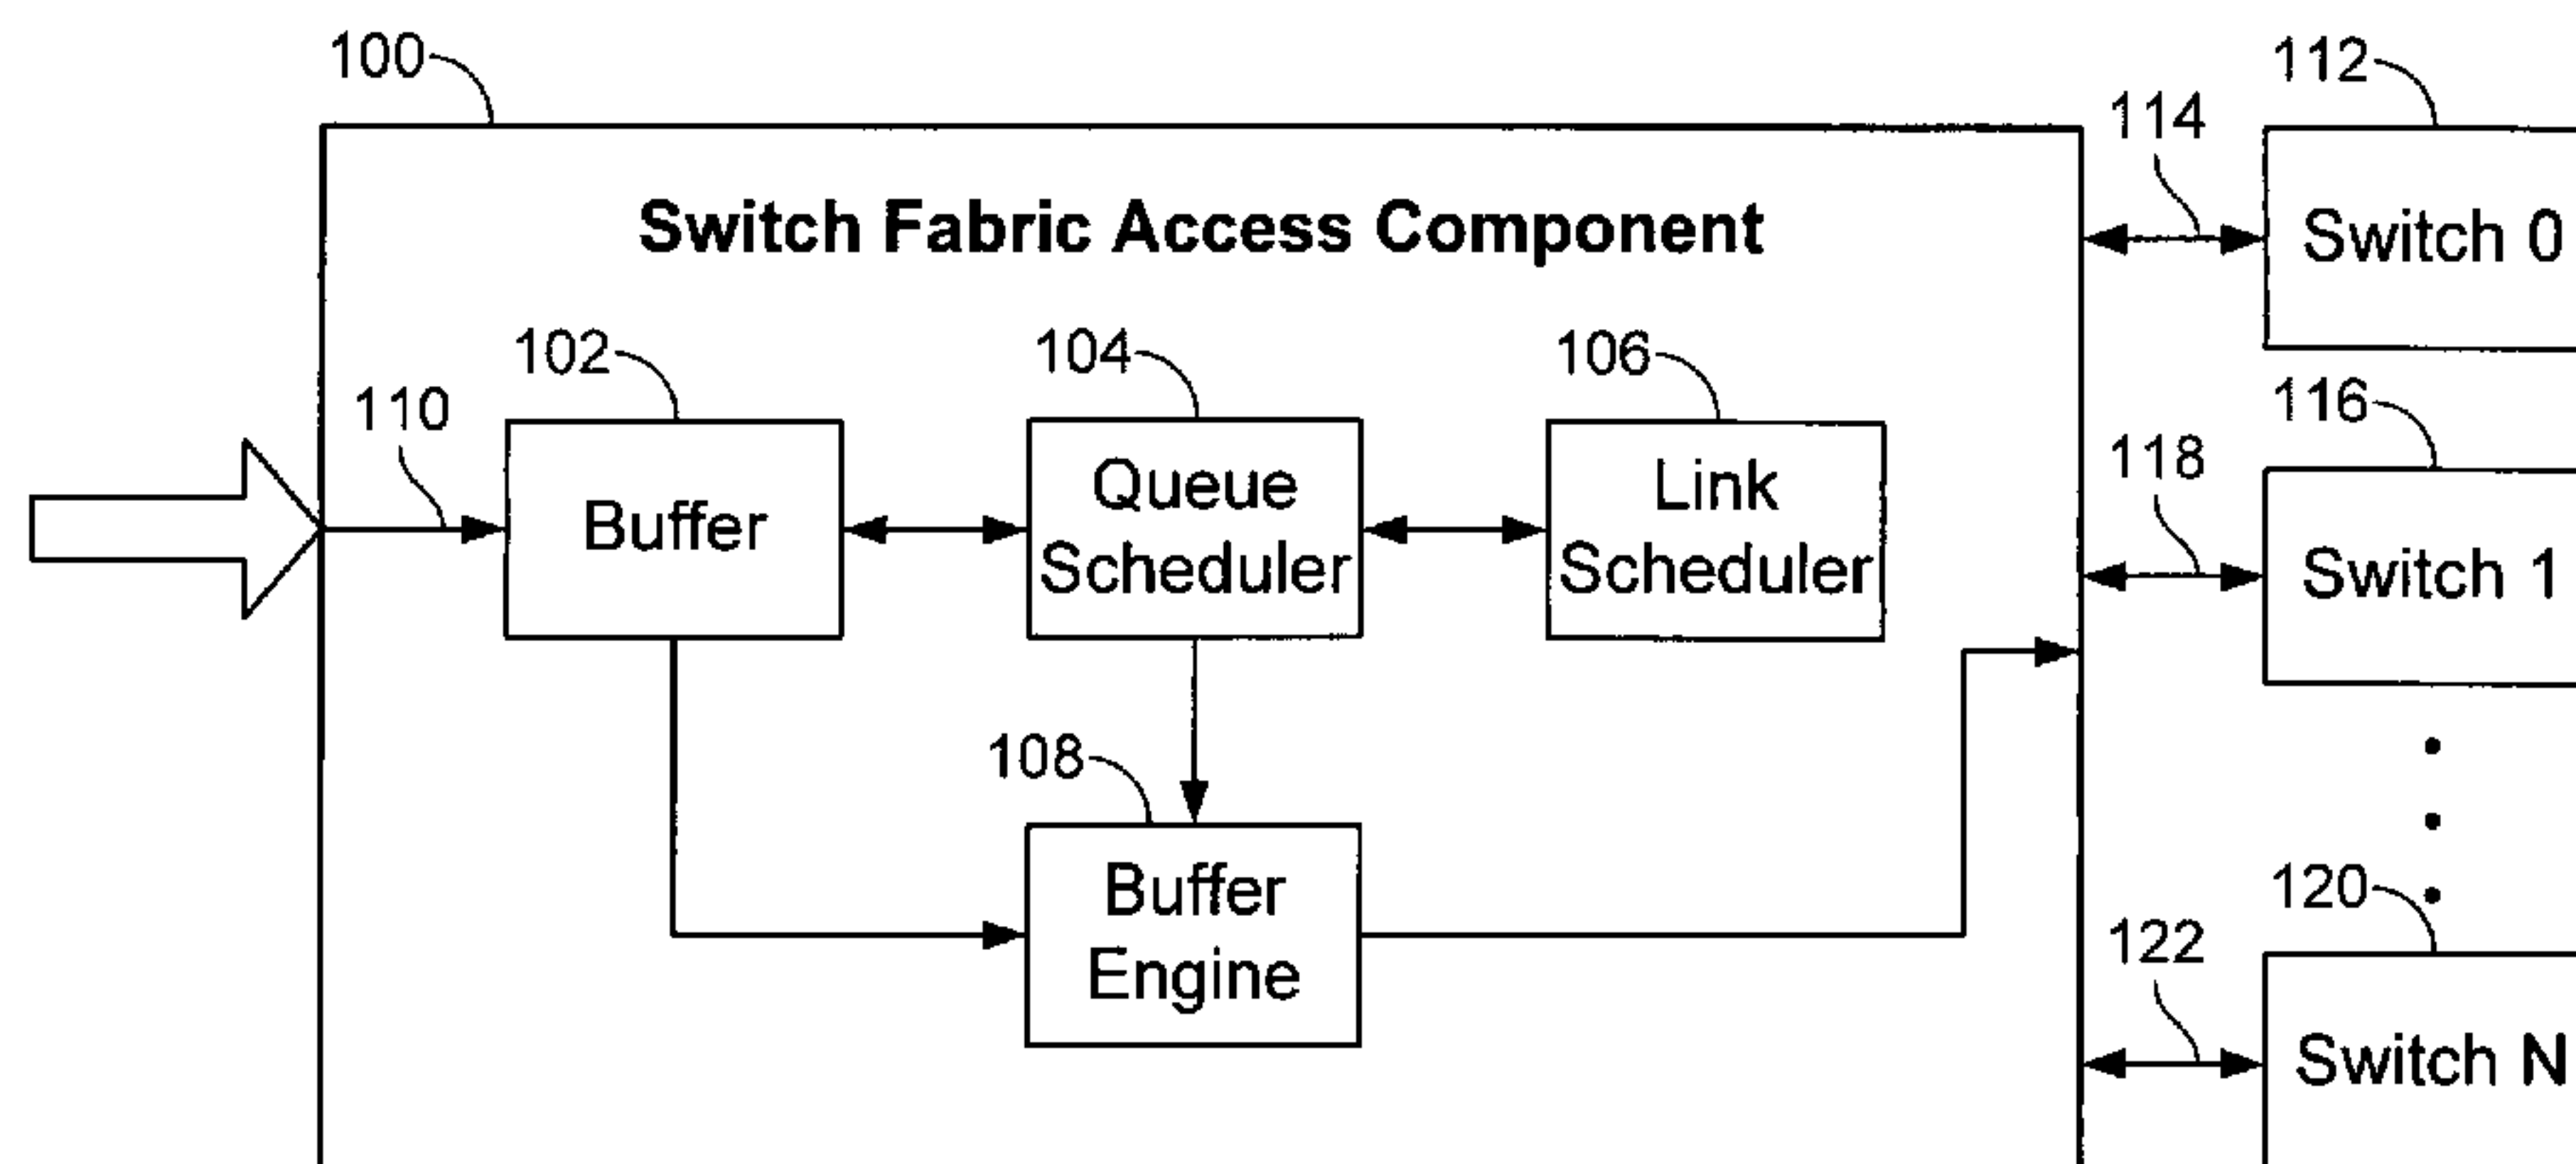 100
112
114
Switch Fabric Access Component
Switch 0
102
104
106
110
116
118
Buffer
Queue
Scheduler
Link
Scheduler
Switch 1
108
120
122
Buffer
Engine
Switch N